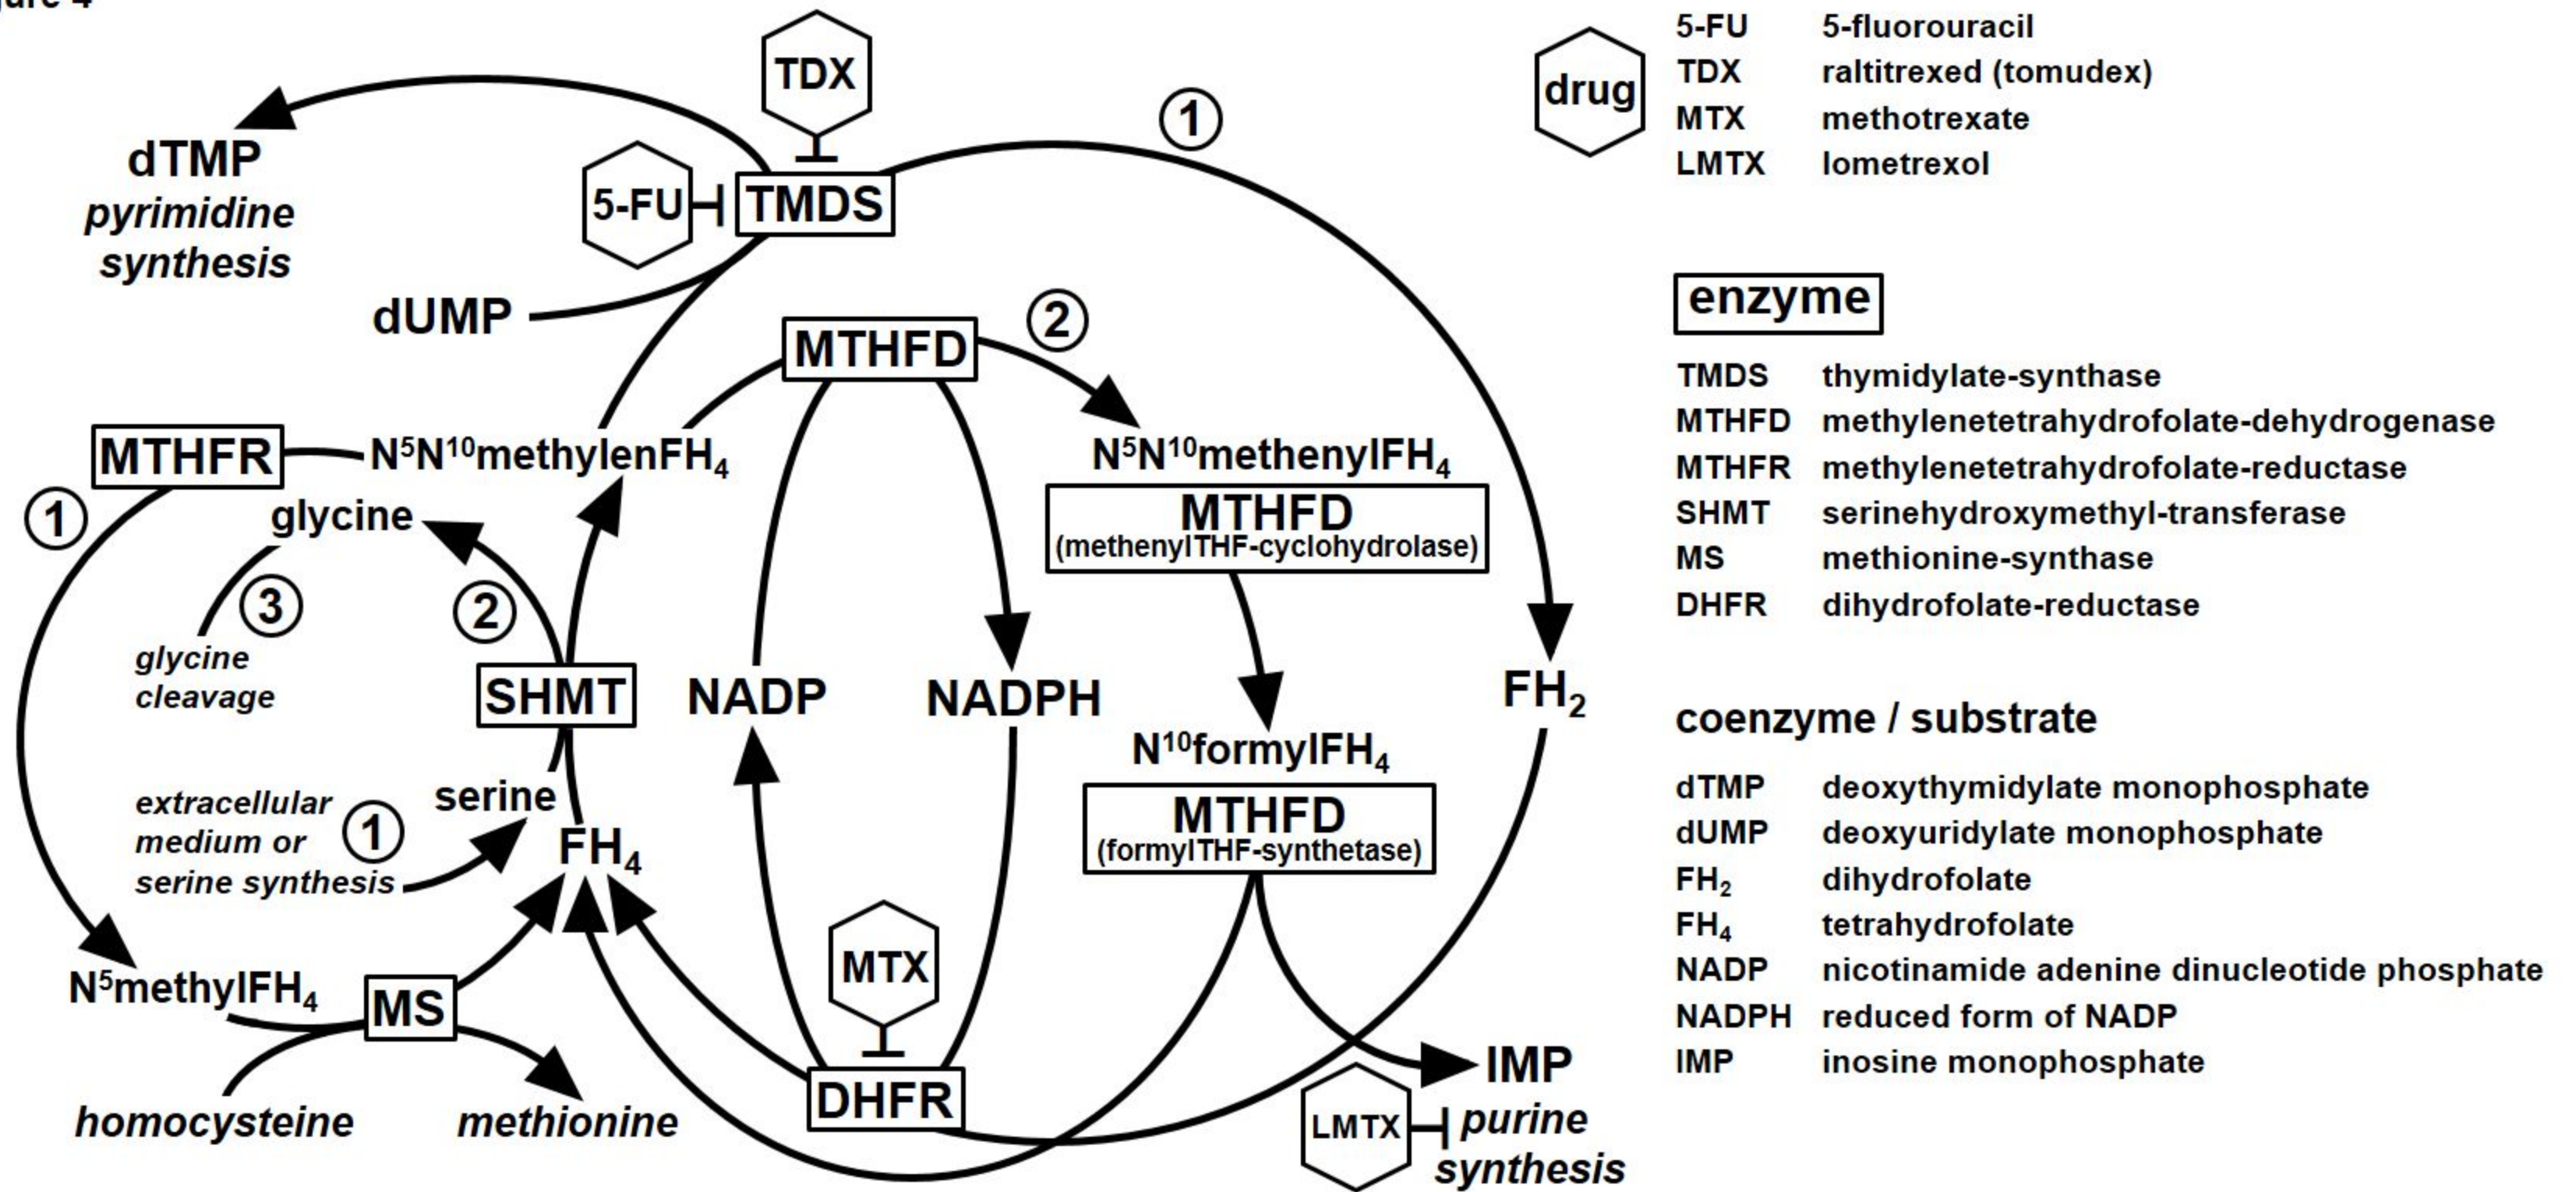 TDX
1
dTMP
pyrimidine
synthesis
5-FU
TMDS
dUMP
MTHFD
2
MTHFR
N⁵N¹⁰methylenFH₄
N⁵N¹⁰methenylFH₄
1
glycine
MTHFD
(methenylTHF-cyclohydrolase)
3
2
glycine
cleavage
SHMT
NADP
NADPH
FH₂
N¹⁰formylFH₄
extracellular
medium or
serine synthesis
1
serine
FH₄
MTHFD
(formylTHF-synthetase)
MTX
N⁵methylFH₄
MS
DHFR
homocysteine
methionine
IMP
LMTX
purine
synthesis
drug
5-FU 5-fluorouracil
TDX raltitrexed (tomudex)
MTX methotrexate
LMTX lometrexol
enzyme
TMDS thymidylate-synthase
MTHFD methylenetetrahydrofolate-dehydrogenase
MTHFR methylenetetrahydrofolate-reductase
SHMT serinehydroxymethyl-transferase
MS methionine-synthase
DHFR dihydrofolate-reductase
coenzyme / substrate
dTMP deoxythymidylate monophosphate
dUMP deoxyuridylate monophosphate
FH₂ dihydrofolate
FH₄ tetrahydrofolate
NADP nicotinamide adenine dinucleotide phosphate
NADPH reduced form of NADP
IMP inosine monophosphate